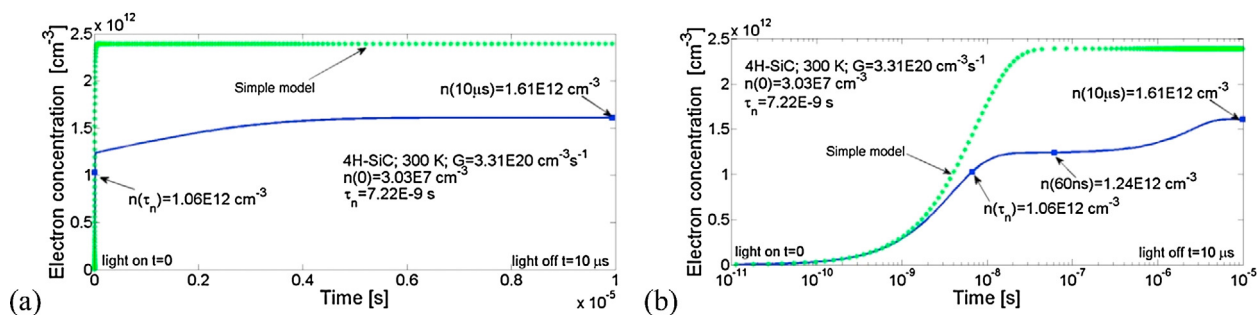 × 10¹²
2.5
2
1.5
1
0.5
0
Electron concentration [cm⁻³]
Simple model
n(10μs)=1.61E12 cm⁻³
4H-SiC; 300 K; G=3.31E20 cm⁻³s⁻¹
n(0)=3.03E7 cm⁻³
τₙ=7.22E-9 s
n(τₙ)=1.06E12 cm⁻³
light on t=0
light off t=10 μs
0
0.2
0.4
0.6
0.8
1
× 10⁻⁵
Time [s]
(a)
× 10¹²
2.5
2
1.5
1
0.5
0
Electron concentration [cm⁻³]
4H-SiC; 300 K; G=3.31E20 cm⁻³s⁻¹
n(0)=3.03E7 cm⁻³
τₙ=7.22E-9 s
n(10μs)=1.61E12 cm⁻³
Simple model
n(60ns)=1.24E12 cm⁻³
n(τₙ)=1.06E12 cm⁻³
light on t=0
light off t=10 μs
10⁻¹¹
10⁻¹⁰
10⁻⁹
10⁻⁸
10⁻⁷
10⁻⁶
10⁻⁵
Time [s]
(b)